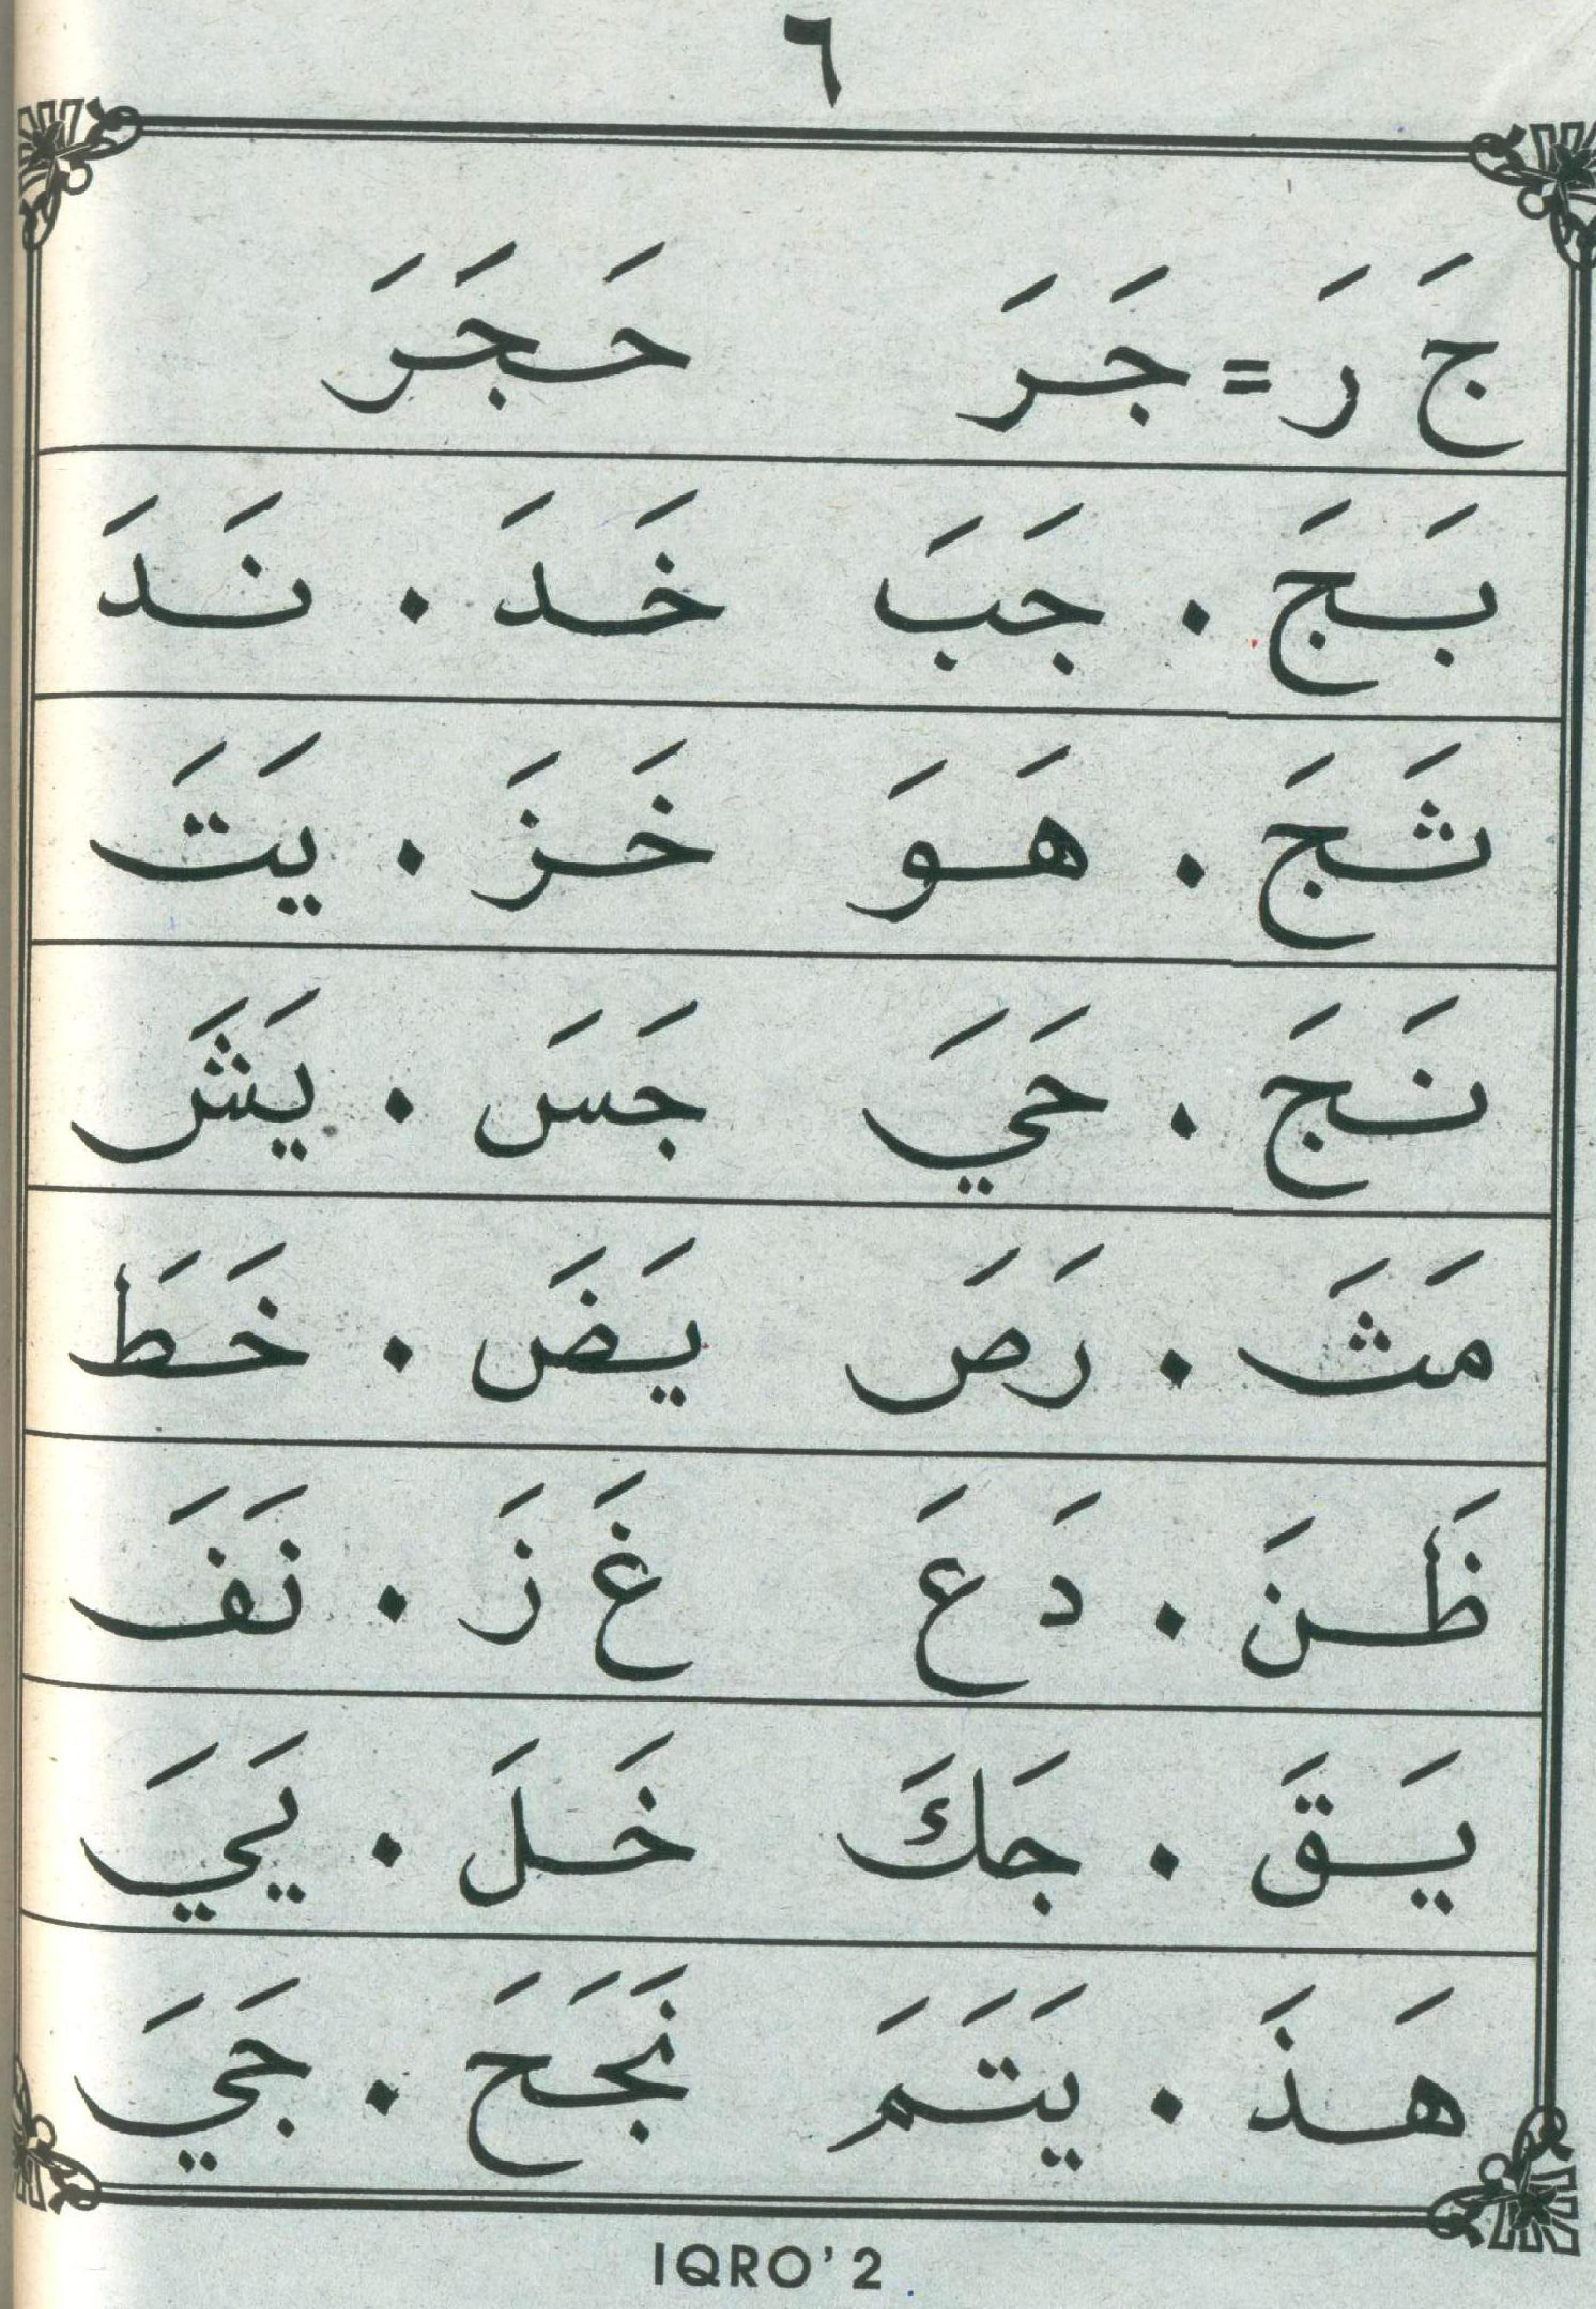 ٦
جَ رَ = جَرَ حَجَرَ
بَجَ . جَبَ خَدَ . نَدَ
ثَجَ . هَوَ خَزَ . يَتَ
نَجَ . حَيَ جَسَ . يَشَ
مَثَ . رَصَ يَضَ . خَطَ
ظَنَ . دَعَ غَزَ . نَفَ
يَقَ . جَكَ خَلَ . يَيَ
هَذَ . يَتَمَ نَجَحَ . جَيَ
IQRO'2